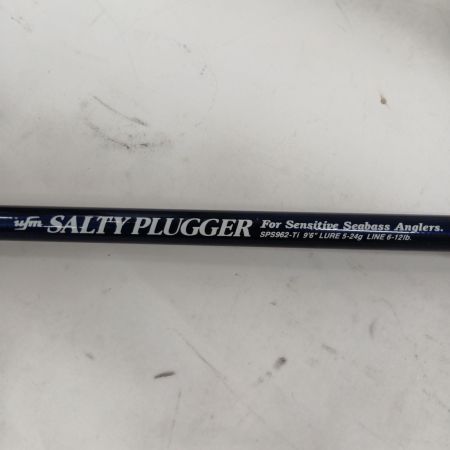 ufm SALTY PLUGGER For Sensitive Seabass Anglers.
SPS962-Ti 9'6" LURE 5-24g LINE 6-12lb.